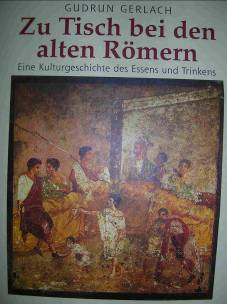 GUDRUN GERLACH
Zu Tisch bei den
alten Römern
Eine Kulturgeschichte des Essens und Trinkens